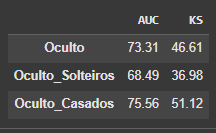 AUC KS
Oculto 73.31 46.61
Oculto_Solteiros 68.49 36.98
Oculto_Casados 75.56 51.12